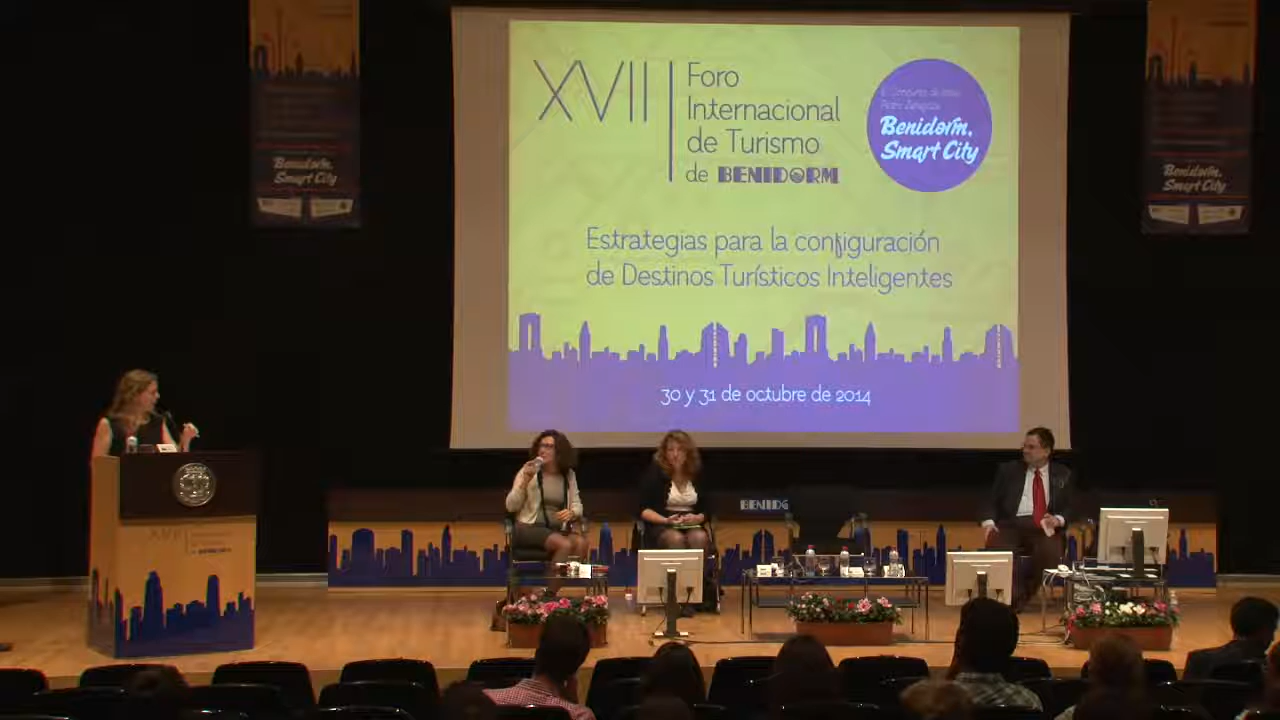 XVII
Foro
Internacional
de Turismo
de BENIDORM
Benidorm,
Smart City
Estrategias para la configuración
de Destinos Turísticos Inteligentes
30 y 31 de octubre de 2014
Benidorm,
Smart City
Benidorm,
Smart City
XVII